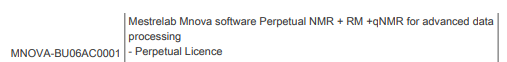 Mestrelab Mnova software Perpetual NMR + RM +qNMR for advanced data
processing
MNOVA-BU06AC0001 - Perpetual Licence